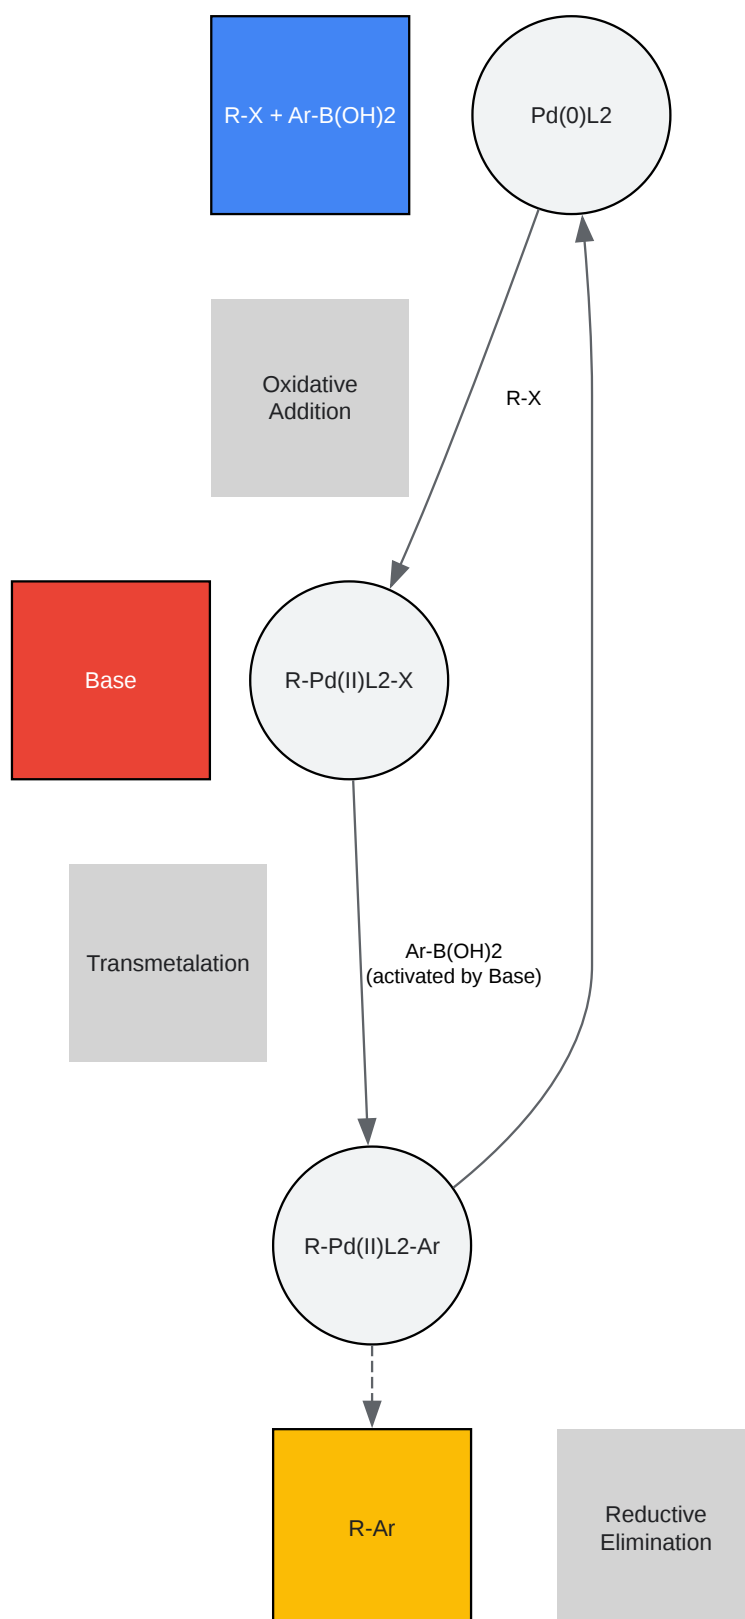 R-X + Ar-B(OH)2
Pd(0)L2
Oxidative
Addition
R-X
Base
R-Pd(II)L2-X
Transmetalation
Ar-B(OH)2
(activated by Base)
R-Pd(II)L2-Ar
R-Ar
Reductive
Elimination